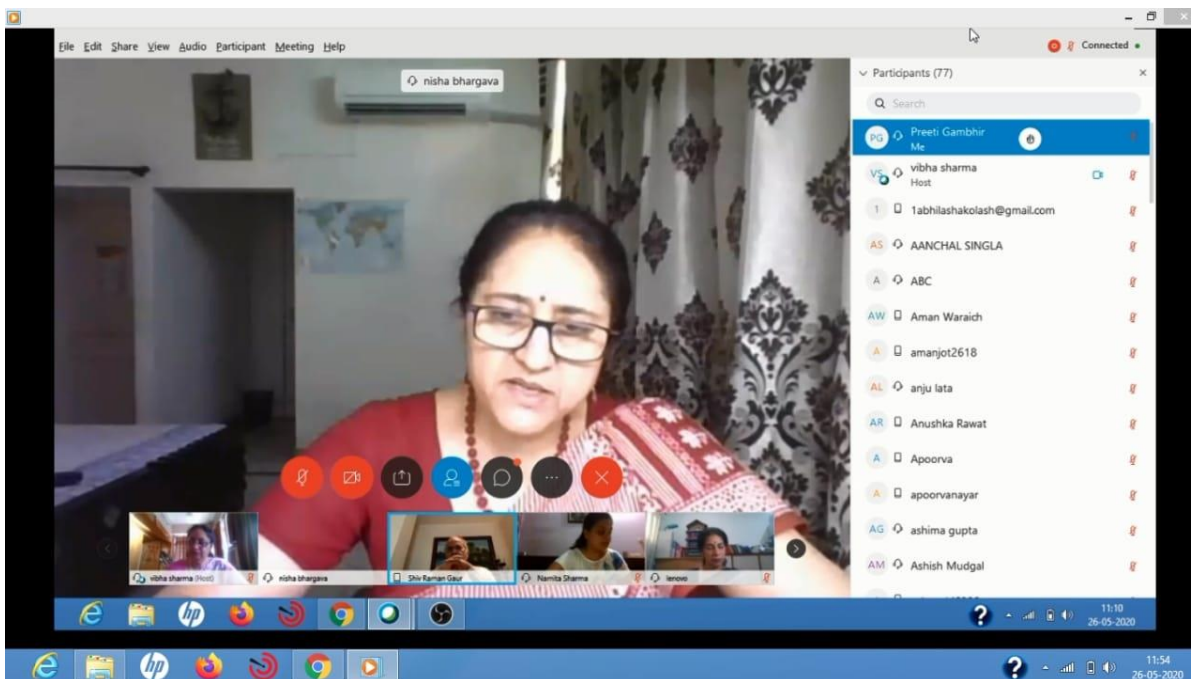 File Edit Share View Audio Participant Meeting Help
Connected
nisha bhargava
Participants (77)
Search
PG Preeti Gambhir
Me
VS vibha sharma
Host
1 1abhilashakolash@gmail.com
AS AANCHAL SINGLA
A ABC
AW Aman Waraich
A amanjot2618
AL anju lata
AR Anushka Rawat
A Apoorva
A apoorvanayar
AG ashima gupta
AM Ashish Mudgal
vibha sharma (Host)
nisha bhargava
Shiv Raman Gaur
Namita Sharma
lenovo
hp
?
11:10
26-05-2020
hp
?
11:54
26-05-2020